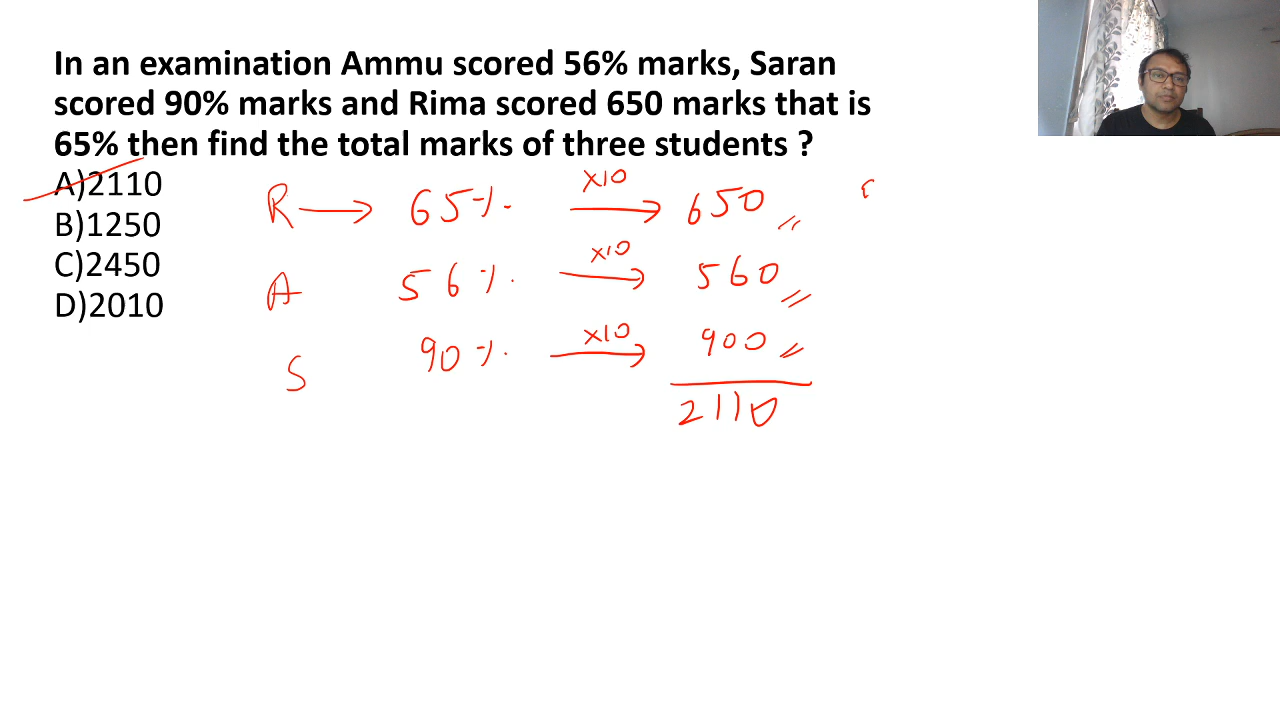 In an examination Ammu scored 56% marks, Saran
scored 90% marks and Rima scored 650 marks that is
65% then find the total marks of three students ?
A)2110
B)1250
C)2450
D)2010
R → 65% ×10 → 650
A 56% ×10 → 560
S 90% ×10 → 900
2110